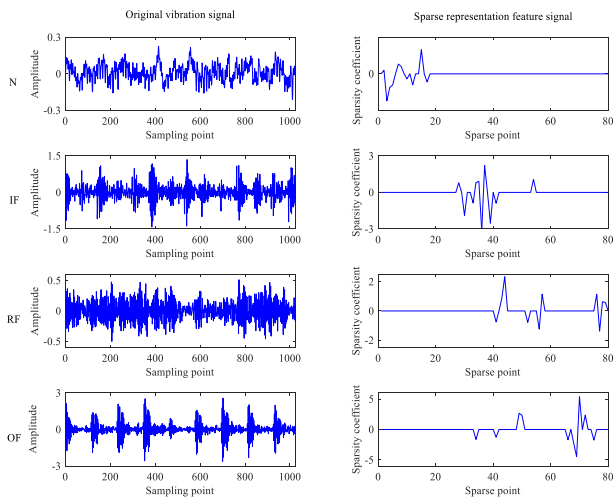 Original vibration signal
Sparse representation feature signal
N
Amplitude
0.3
0
-0.3
0 200 400 600 800 1000
Sampling point
Sparsity coefficient
0
0 20 40 60 80
Sparse point
IF
Amplitude
1.5
0
-1.5
0 200 400 600 800 1000
Sampling point
Sparsity coefficient
3
0
-3
0 20 40 60 80
Sparse point
RF
Amplitude
0.5
0
-0.5
0 200 400 600 800 1000
Sampling point
Sparsity coefficient
2
0
-2
0 20 40 60 80
Sparse point
OF
Amplitude
3
0
-3
0 200 400 600 800 1000
Sampling point
Sparsity coefficient
5
0
-5
0 20 40 60 80
Sparse point